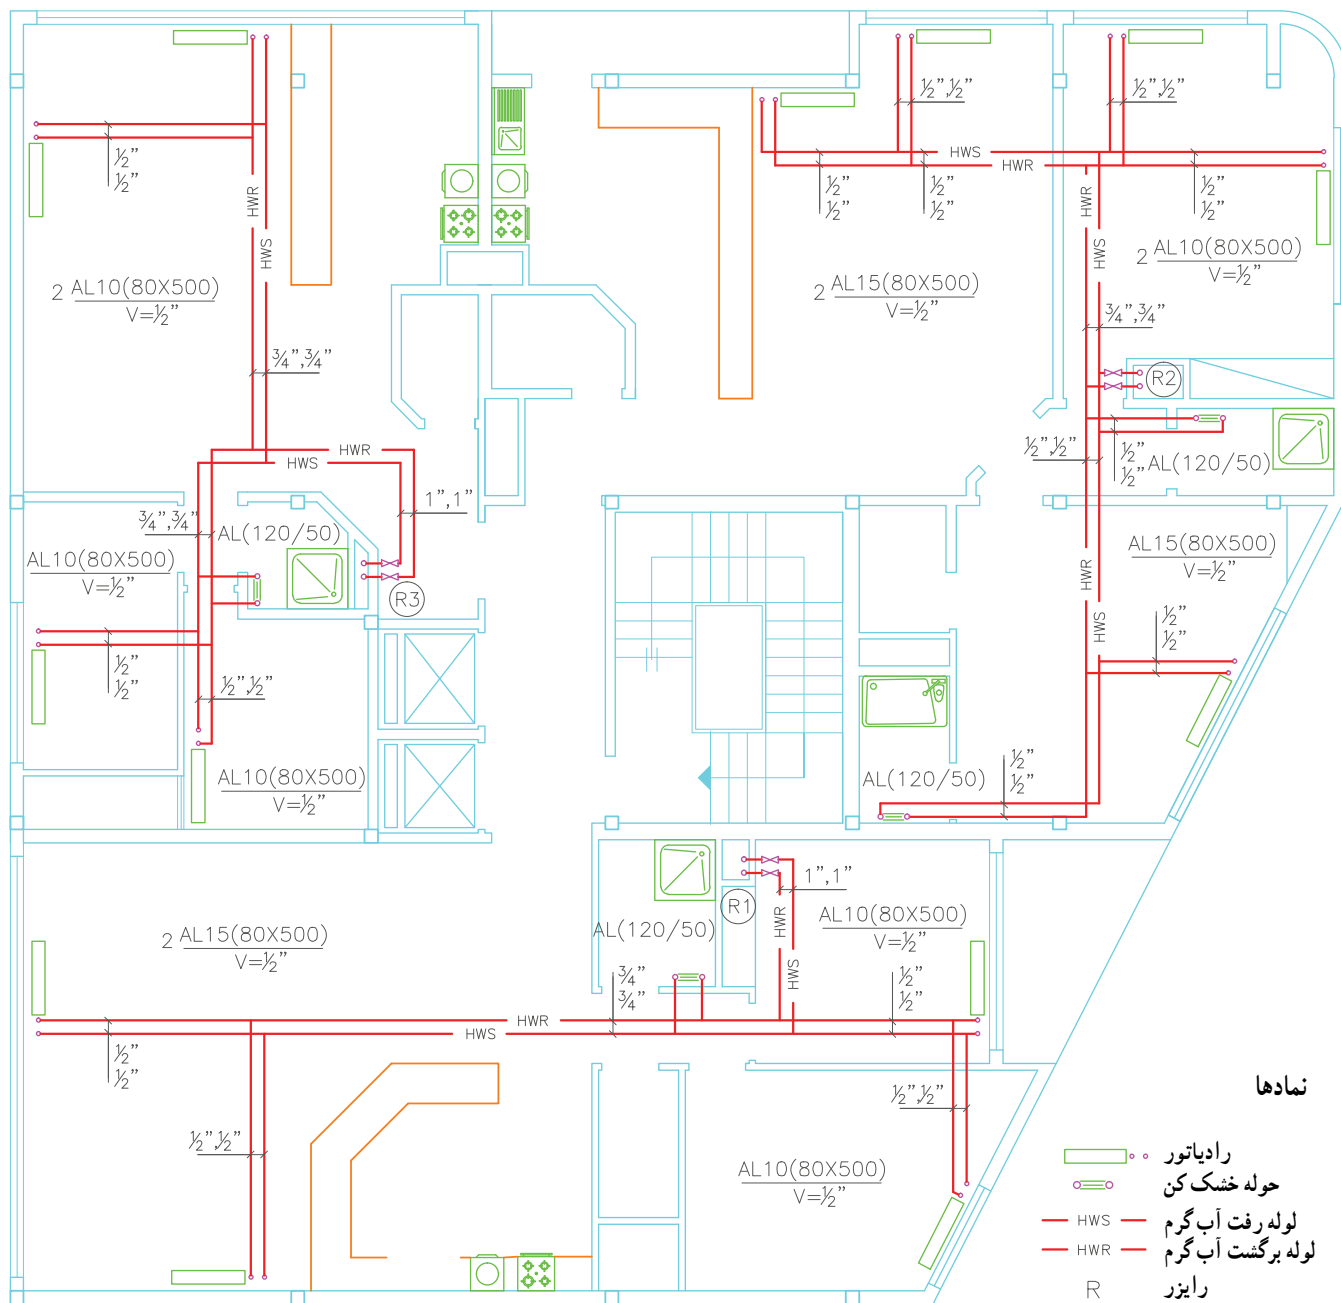 ½",½"
½",½"
½"
½"
HWS
HWR
½"
½"
½"
½"
½"
½"
HWR
HWS
HWR
HWS
2 AL10(80X500)
V=½"
2 AL15(80X500)
V=½"
2 AL10(80X500)
V=½"
¾",¾"
¾",¾"
R2
HWR
HWS
½",½"
½"
½"
AL(120/50)
1",1"
¾",¾"
AL(120/50)
AL10(80X500)
V=½"
AL15(80X500)
V=½"
HWR
HWS
R3
½"
½"
½"
½"
½",½"
AL10(80X500)
V=½"
AL(120/50)
½"
½"
1",1"
R1
HWR
HWS
AL(120/50)
AL10(80X500)
V=½"
2 AL15(80X500)
V=½"
¾"
¾"
½"
½"
HWR
HWS
½"
½"
½",½"
½",½"
AL10(80X500)
V=½"
نمادها
رادیاتور
حوله خشک کن
HWS لوله رفت آب گرم
HWR لوله برگشت آب گرم
R رایزر